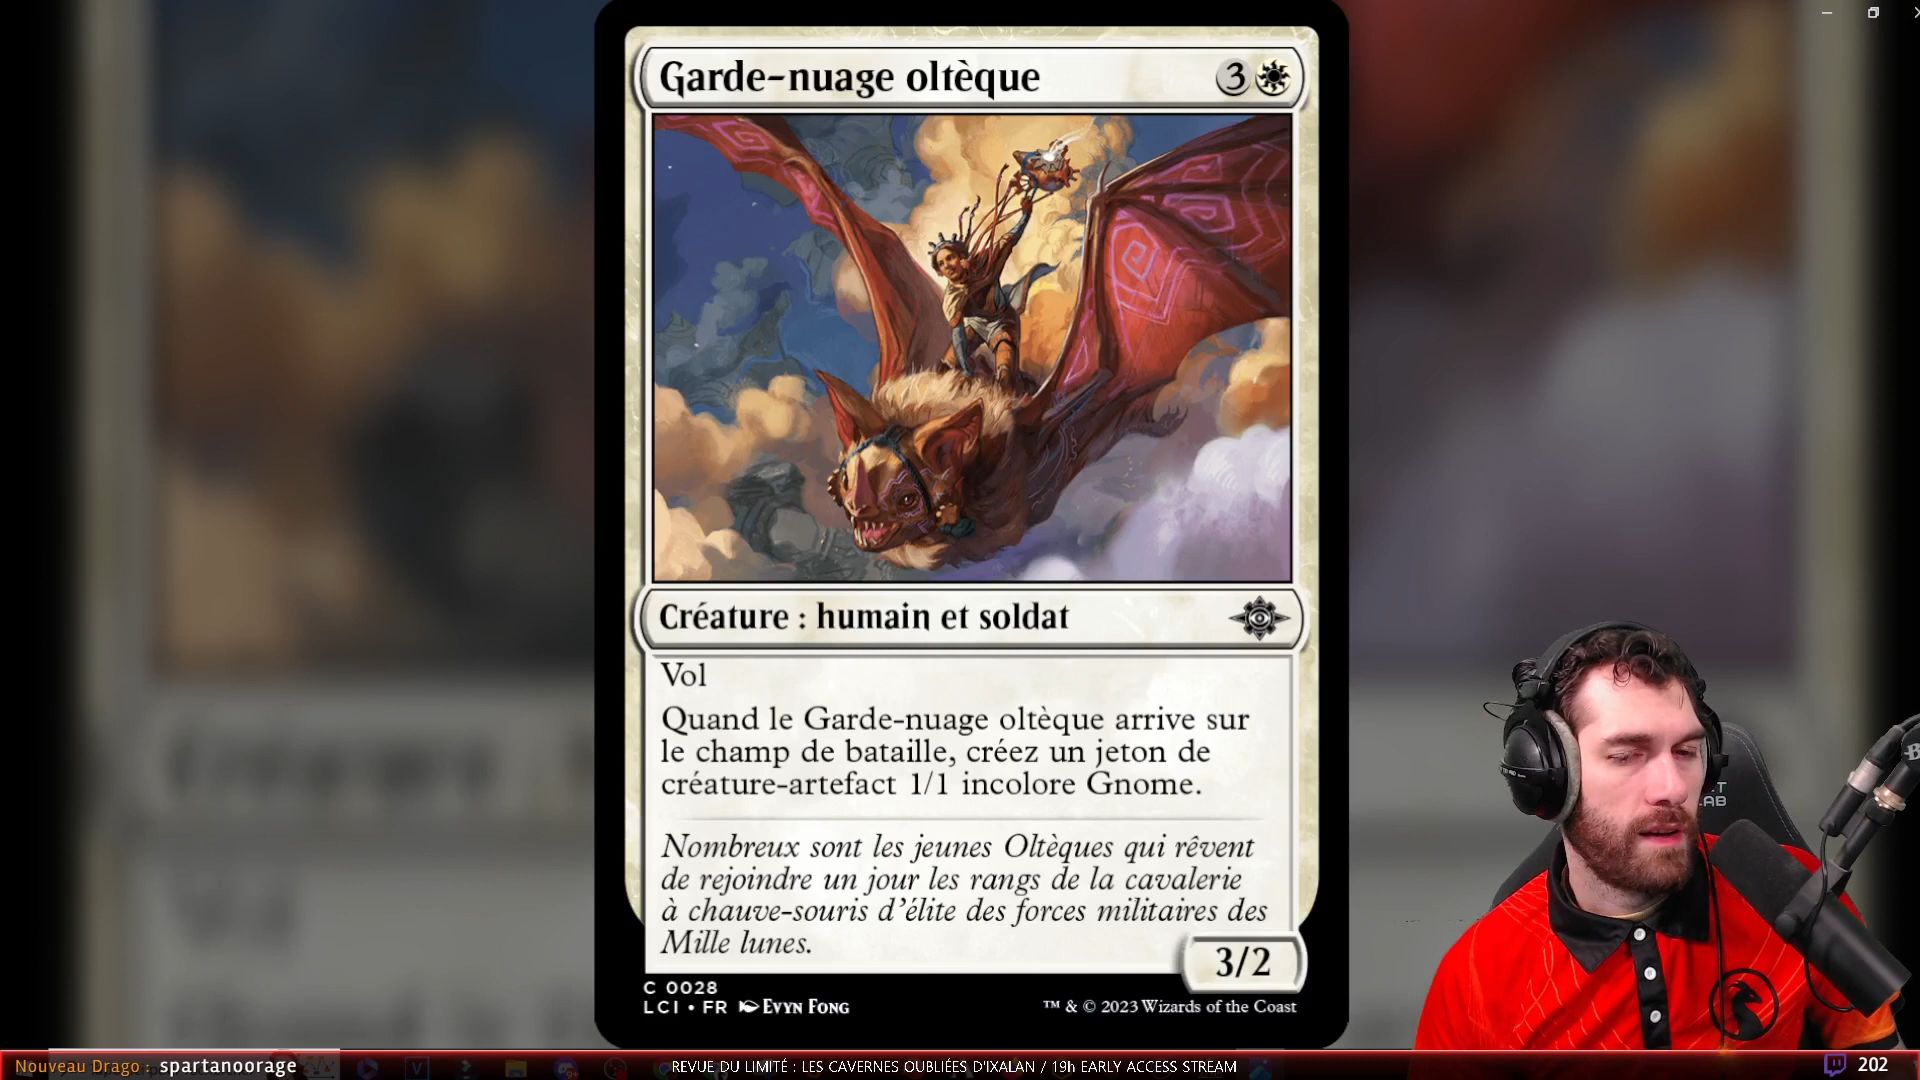 Garde-nuage oltèque
3
Créature : humain et soldat
Vol
Quand le Garde-nuage oltèque arrive sur
le champ de bataille, créez un jeton de
créature-artefact 1/1 incolore Gnome.
Nombreux sont les jeunes Oltèques qui rêvent
de rejoindre un jour les rangs de la cavalerie
à chauve-souris d'élite des forces militaires des
Mille lunes.
3/2
C 0028
LCI • FR Evyn Fong
™ & © 2023 Wizards of the Coast
Nouveau Drago : spartanoorage
REVUE DU LIMITÉ : LES CAVERNES OUBLIÉES D'IXALAN / 19h EARLY ACCESS STREAM
202